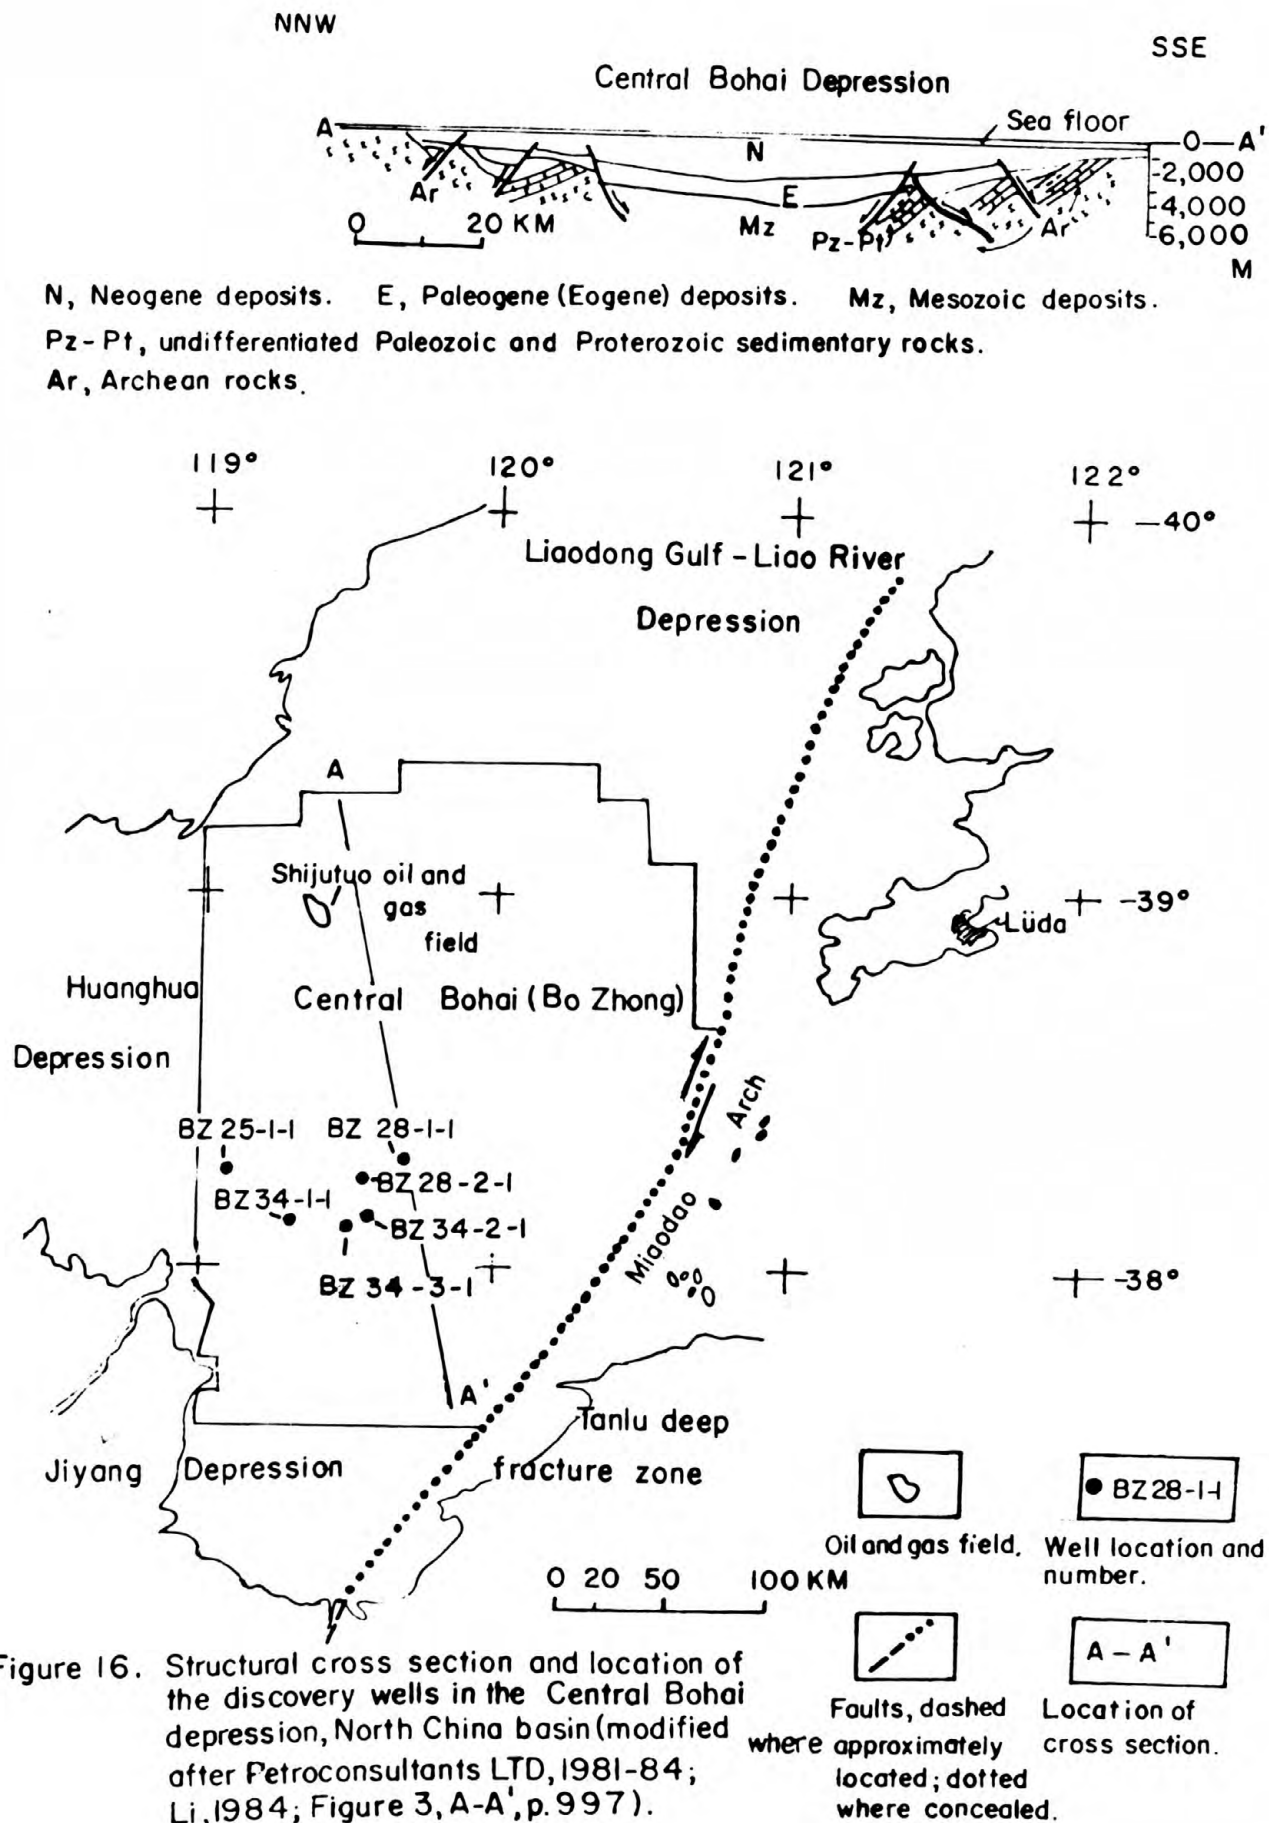 NNW
SSE
Central Bohai Depression
Sea floor
A
O
A'
N
-2,000
Ar
E
-4,000
0 20 KM
Mz
Pz-Pt
Ar
-6,000
M
N, Neogene deposits. E, Paleogene (Eogene) deposits. Mz, Mesozoic deposits.
Pz-Pt, undifferentiated Paleozoic and Proterozoic sedimentary rocks.
Ar, Archean rocks.
119° 120° 121° 122°
-40°
Liaodong Gulf - Liao River
Depression
A
Shijutuo oil and
gas
field
-39°
Lüda
Huanghua
Depression
Central Bohai (Bo Zhong)
Arch
Miaodao
BZ 25-1-1 BZ 28-1-1
BZ 28-2-1
BZ 34-1-1
BZ 34-2-1
BZ 34-3-1
-38°
A'
Tanlu deep
fracture zone
Jiyang Depression
Oil and gas field.
BZ28-1-1
Well location and
number.
0 20 50 100 KM
Faults, dashed
where approximately
located; dotted
where concealed.
A - A'
Location of
cross section.
Figure 16. Structural cross section and location of
the discovery wells in the Central Bohai
depression, North China basin (modified
after Petroconsultants LTD, 1981-84;
Li, 1984; Figure 3, A-A', p. 997).